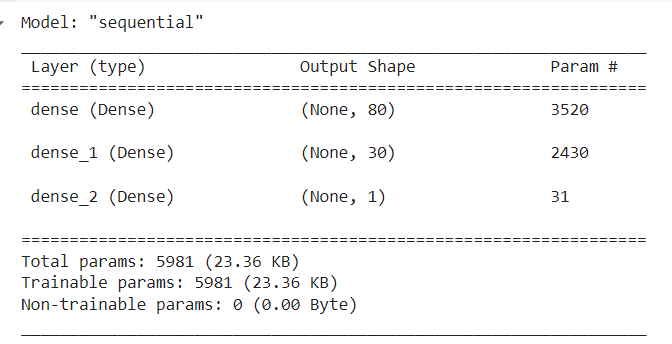 Model: "sequential"
_________________________________________________________________
Layer (type) Output Shape Param #
=================================================================
dense (Dense) (None, 80) 3520
dense_1 (Dense) (None, 30) 2430
dense_2 (Dense) (None, 1) 31
=================================================================
Total params: 5981 (23.36 KB)
Trainable params: 5981 (23.36 KB)
Non-trainable params: 0 (0.00 Byte)
_________________________________________________________________